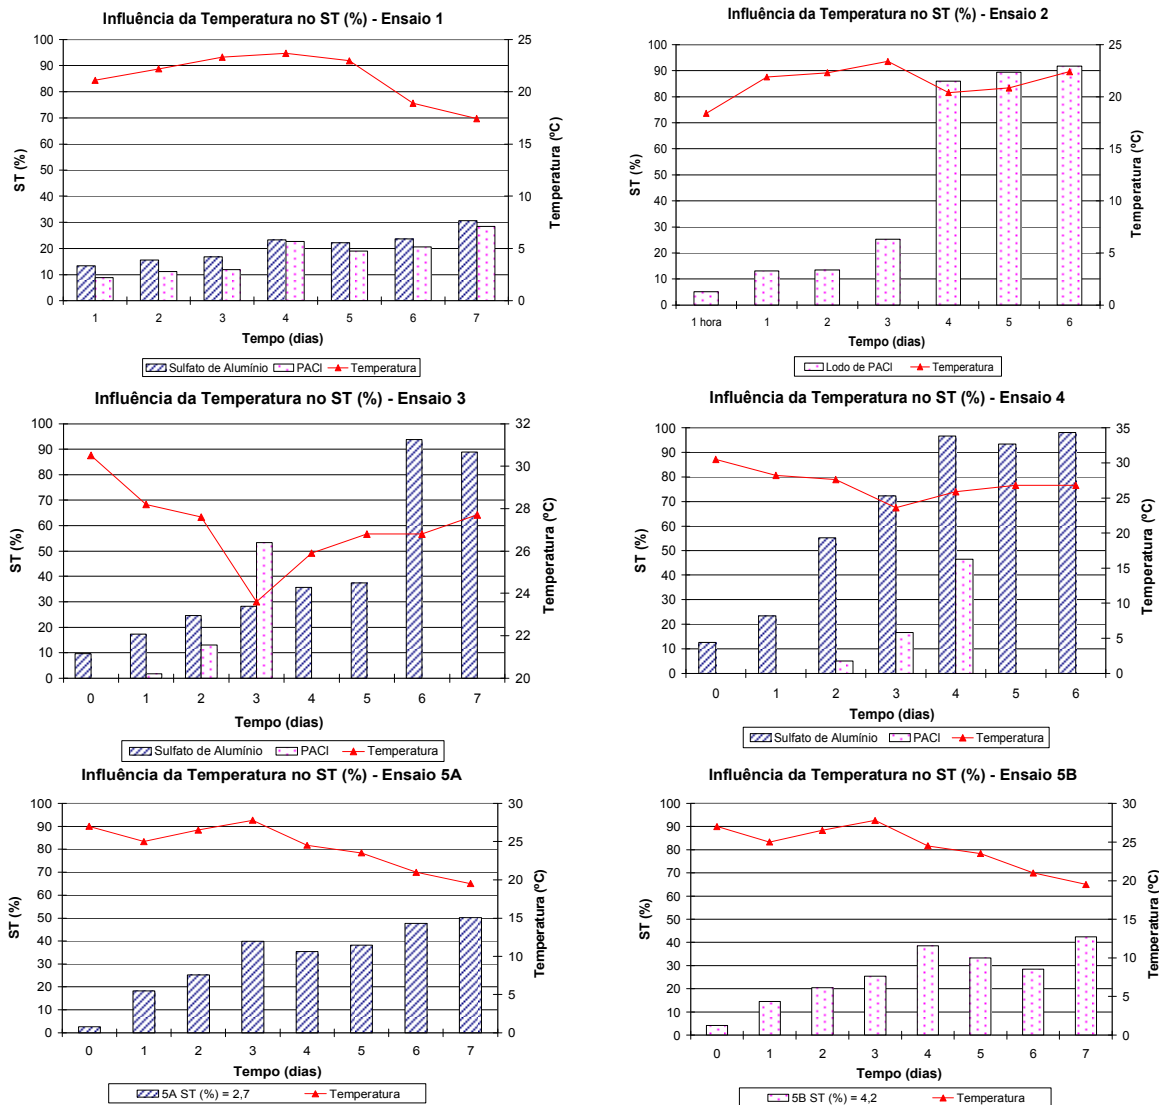 Influência da Temperatura no ST (%) - Ensaio 1
100
90
80
70
60
50
40
30
20
10
0
ST (%)
25
20
15
10
5
0
Temperatura (ºC)
1 2 3 4 5 6 7
Tempo (dias)
Sulfato de Alumínio PACl Temperatura
Influência da Temperatura no ST (%) - Ensaio 2
100
90
80
70
60
50
40
30
20
10
0
ST (%)
25
20
15
10
5
0
Temperatura (ºC)
1 hora 1 2 3 4 5 6
Tempo (dias)
Lodo de PACl Temperatura
Influência da Temperatura no ST (%) - Ensaio 3
100
90
80
70
60
50
40
30
20
10
0
ST (%)
32
30
28
26
24
22
20
Temperatura (ºC)
0 1 2 3 4 5 6 7
Tempo (dias)
Sulfato de Alumínio PACl Temperatura
Influência da Temperatura no ST (%) - Ensaio 4
100
90
80
70
60
50
40
30
20
10
0
ST (%)
35
30
25
20
15
10
5
0
Temperatura (ºC)
0 1 2 3 4 5 6
Tempo (dias)
Sulfato de Alumínio PACl Temperatura
Influência da Temperatura no ST (%) - Ensaio 5A
100
90
80
70
60
50
40
30
20
10
0
ST (%)
30
25
20
15
10
5
0
Temperatura (ºC)
0 1 2 3 4 5 6 7
Tempo (dias)
5A ST (%) = 2,7 Temperatura
Influência da Temperatura no ST (%) - Ensaio 5B
100
90
80
70
60
50
40
30
20
10
0
ST (%)
30
25
20
15
10
5
0
Temperatura (ºC)
0 1 2 3 4 5 6 7
Tempo (dias)
5B ST (%) = 4,2 Temperatura